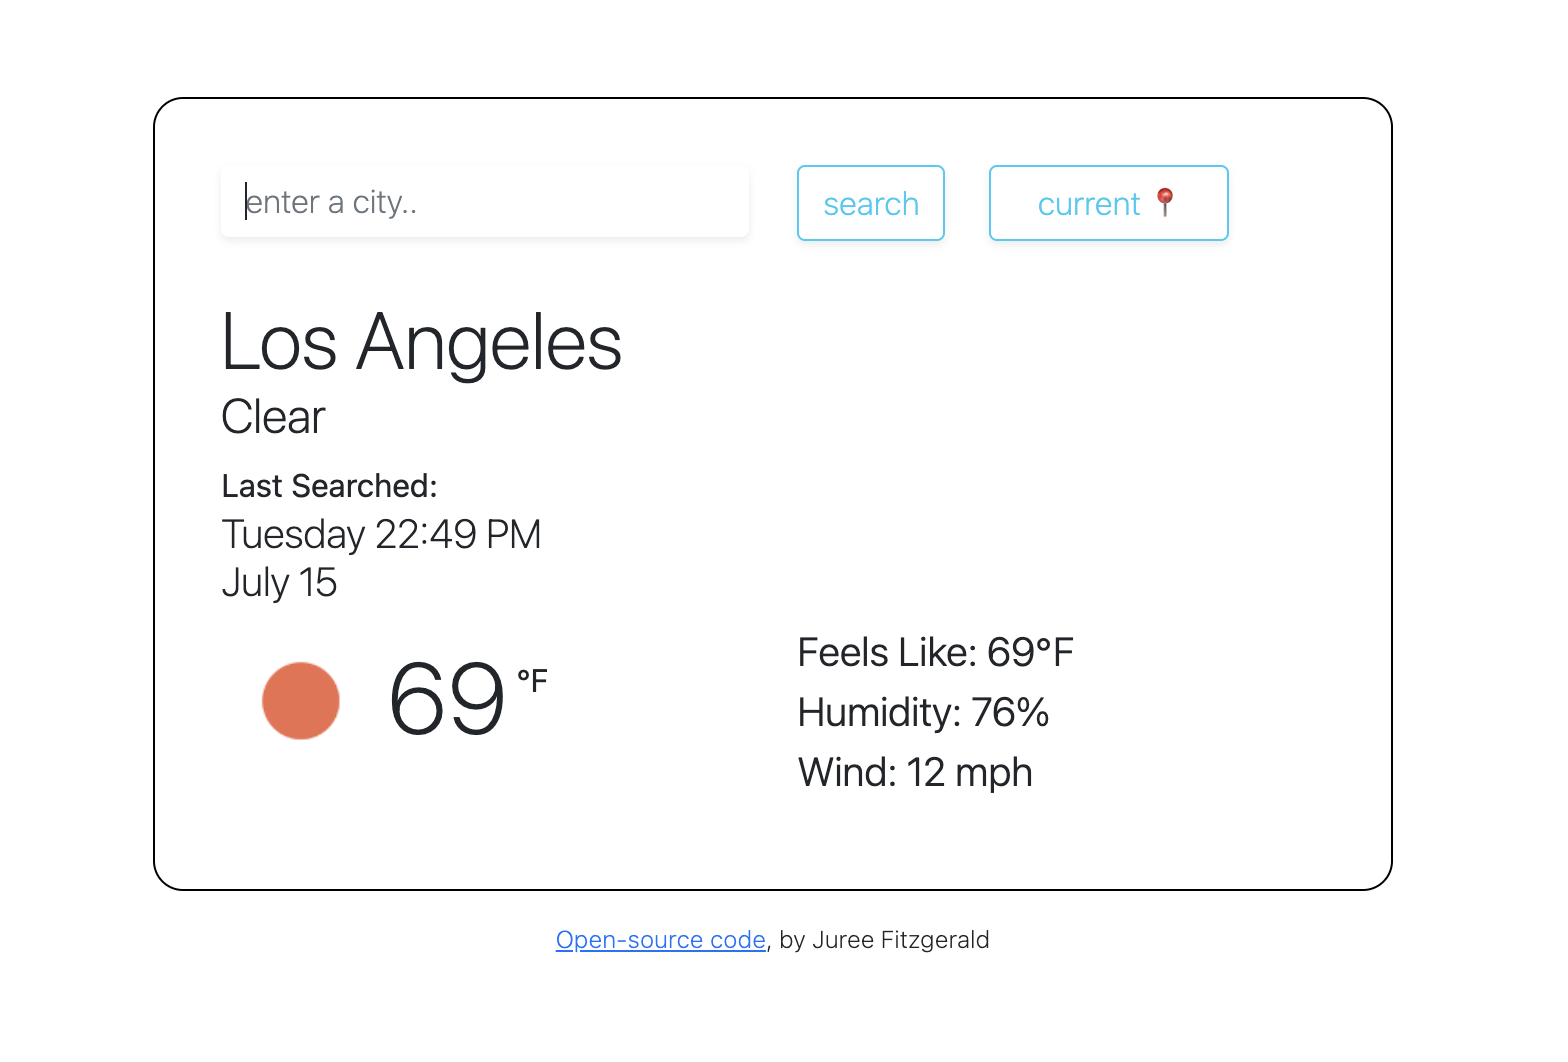 enter a city..
search
current 📍
Los Angeles
Clear
Last Searched:
Tuesday 22:49 PM
July 15
69 °F
Feels Like: 69°F
Humidity: 76%
Wind: 12 mph
Open-source code, by Juree Fitzgerald